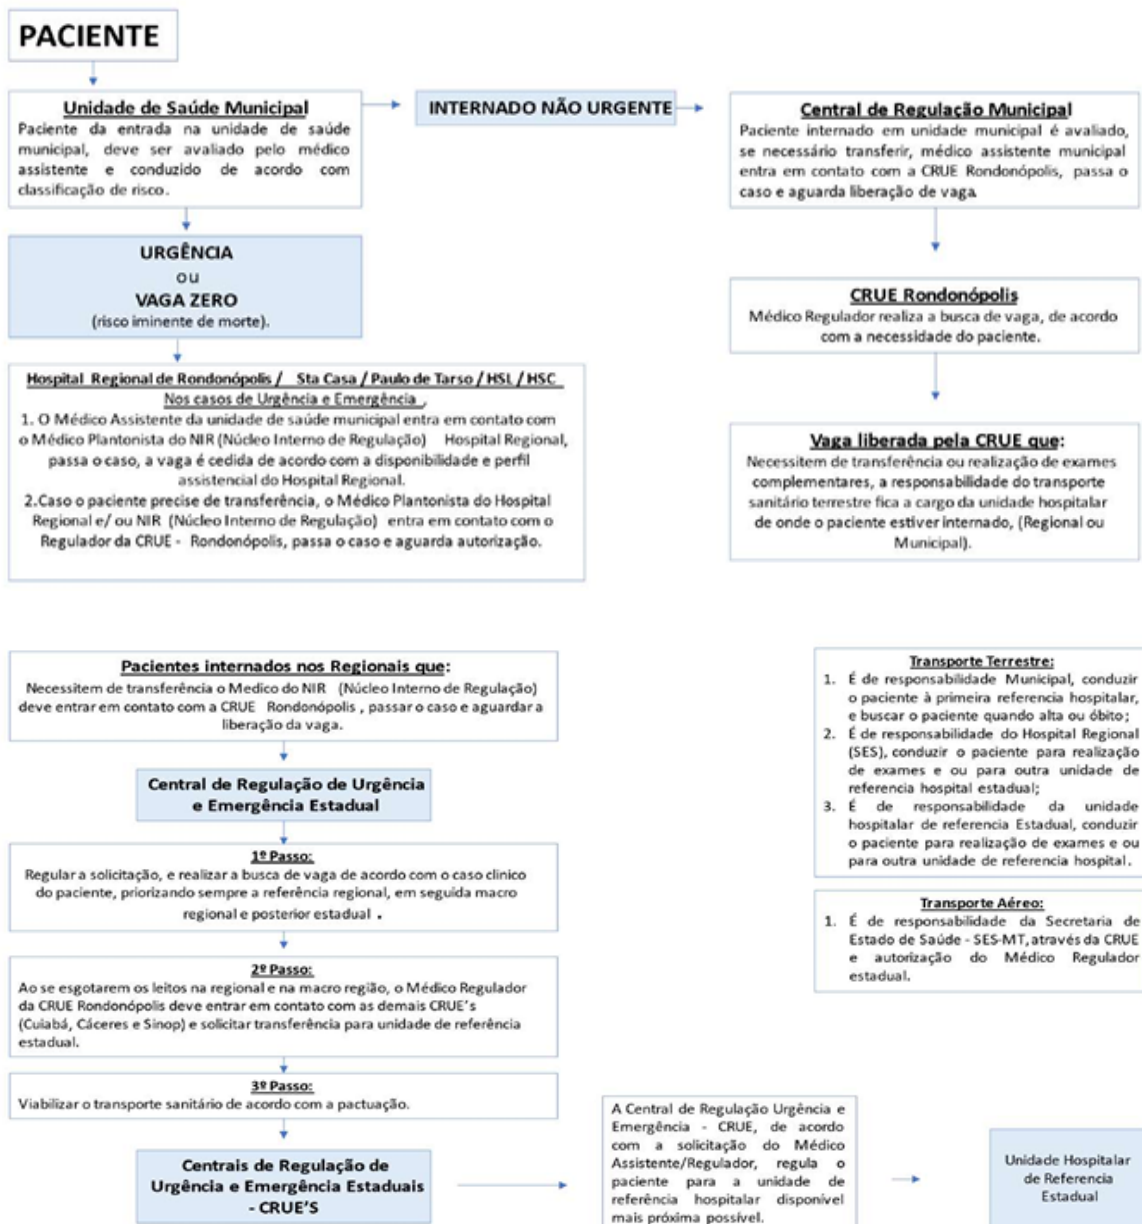 PACIENTE
Unidade de Saúde Municipal
Paciente da entrada na unidade de saúde
municipal, deve ser avaliado pelo médico
assistente e conduzido de acordo com
classificação de risco.
INTERNADO NÃO URGENTE
Central de Regulação Municipal
Paciente internado em unidade municipal é avaliado,
se necessário transferir, médico assistente municipal
entra em contato com a CRUE Rondonópolis, passa o
caso e aguarda liberação de vaga.
URGÊNCIA
ou
VAGA ZERO
(risco iminente de morte).
CRUE Rondonópolis
Médico Regulador realiza a busca de vaga, de acordo
com a necessidade do paciente.
Hospital Regional de Rondonópolis / Sta Casa / Paulo de Tarso / HSL / HSC
Nos casos de Urgência e Emergência ,
1. O Médico Assistente da unidade de saúde municipal entra em contato com
o Médico Plantonista do NIR (Núcleo Interno de Regulação) Hospital Regional,
passa o caso, a vaga é cedida de acordo com a disponibilidade e perfil
assistencial do Hospital Regional.
2.Caso o paciente precise de transferência, o Médico Plantonista do Hospital
Regional e/ ou NIR (Núcleo Interno de Regulação) entra em contato com o
Regulador da CRUE - Rondonópolis, passa o caso e aguarda autorização.
Vaga liberada pela CRUE que:
Necessitem de transferência ou realização de exames
complementares, a responsabilidade do transporte
sanitário terrestre fica a cargo da unidade hospitalar
de onde o paciente estiver internado, (Regional ou
Municipal).
Pacientes internados nos Regionais que:
Necessitem de transferência o Medico do NIR (Núcleo Interno de Regulação)
deve entrar em contato com a CRUE Rondonópolis , passar o caso e aguardar a
liberação da vaga.
Central de Regulação de Urgência
e Emergência Estadual
1º Passo:
Regular a solicitação, e realizar a busca de vaga de acordo com o caso clinico
do paciente, priorizando sempre a referência regional, em seguida macro
regional e posterior estadual .
2º Passo:
Ao se esgotarem os leitos na regional e na macro região, o Médico Regulador
da CRUE Rondonópolis deve entrar em contato com as demais CRUE's
(Cuiabá, Cáceres e Sinop) e solicitar transferência para unidade de referência
estadual.
3º Passo:
Viabilizar o transporte sanitário de acordo com a pactuação.
Centrais de Regulação de
Urgência e Emergência Estaduais
- CRUE'S
Transporte Terrestre:
1. É de responsabilidade Municipal, conduzir
o paciente à primeira referencia hospitalar,
e buscar o paciente quando alta ou óbito;
2. É de responsabilidade do Hospital Regional
(SES), conduzir o paciente para realização
de exames e ou para outra unidade de
referencia hospital estadual;
3. É de responsabilidade da unidade
hospitalar de referencia Estadual, conduzir
o paciente para realização de exames e ou
para outra unidade de referencia hospital.
Transporte Aéreo:
1. É de responsabilidade da Secretaria de
Estado de Saúde - SES-MT, através da CRUE
e autorização do Médico Regulador
estadual.
A Central de Regulação Urgência e
Emergência - CRUE, de acordo
com a solicitação do Médico
Assistente/Regulador, regula o
paciente para a unidade de
referência hospitalar disponível
mais próxima possível.
Unidade Hospitalar
de Referencia
Estadual